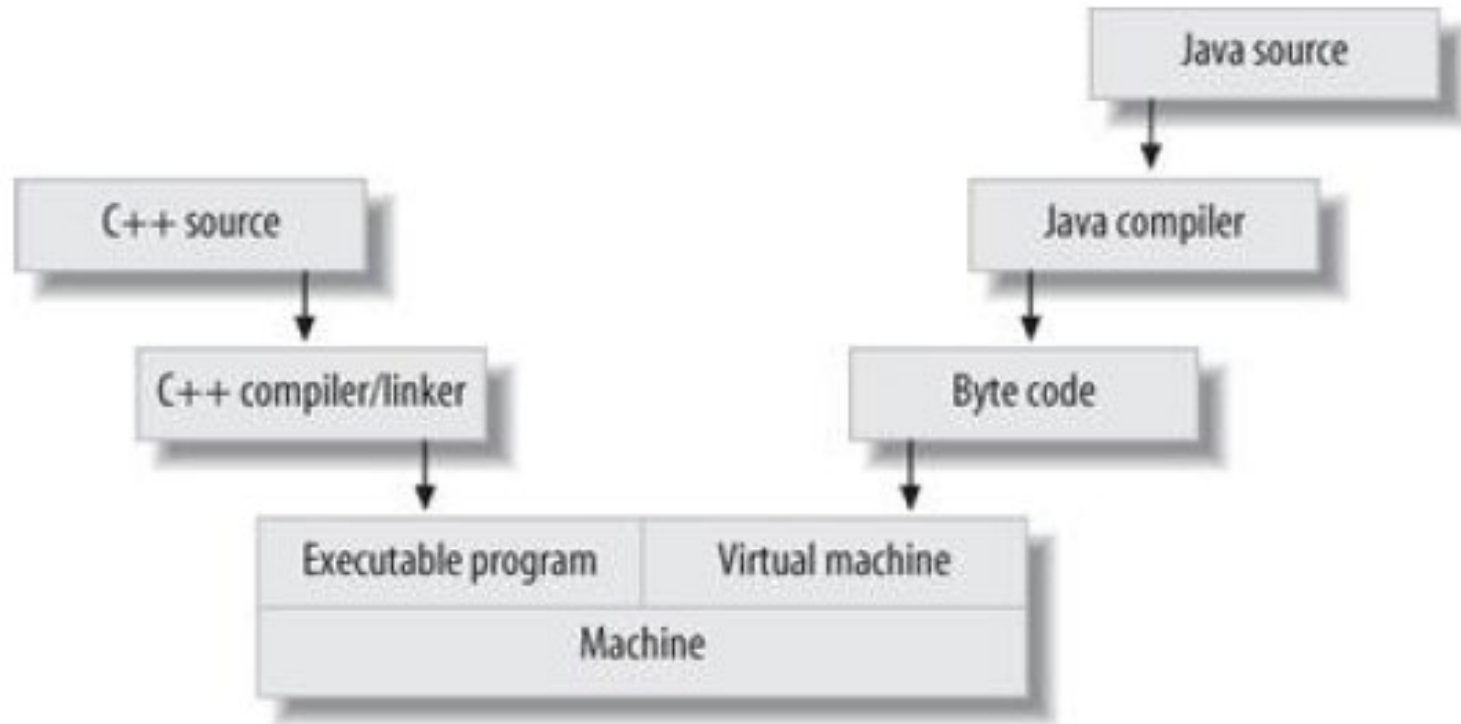 Java source
C++ source
Java compiler
C++ compiler/linker
Byte code
Executable program
Virtual machine
Machine